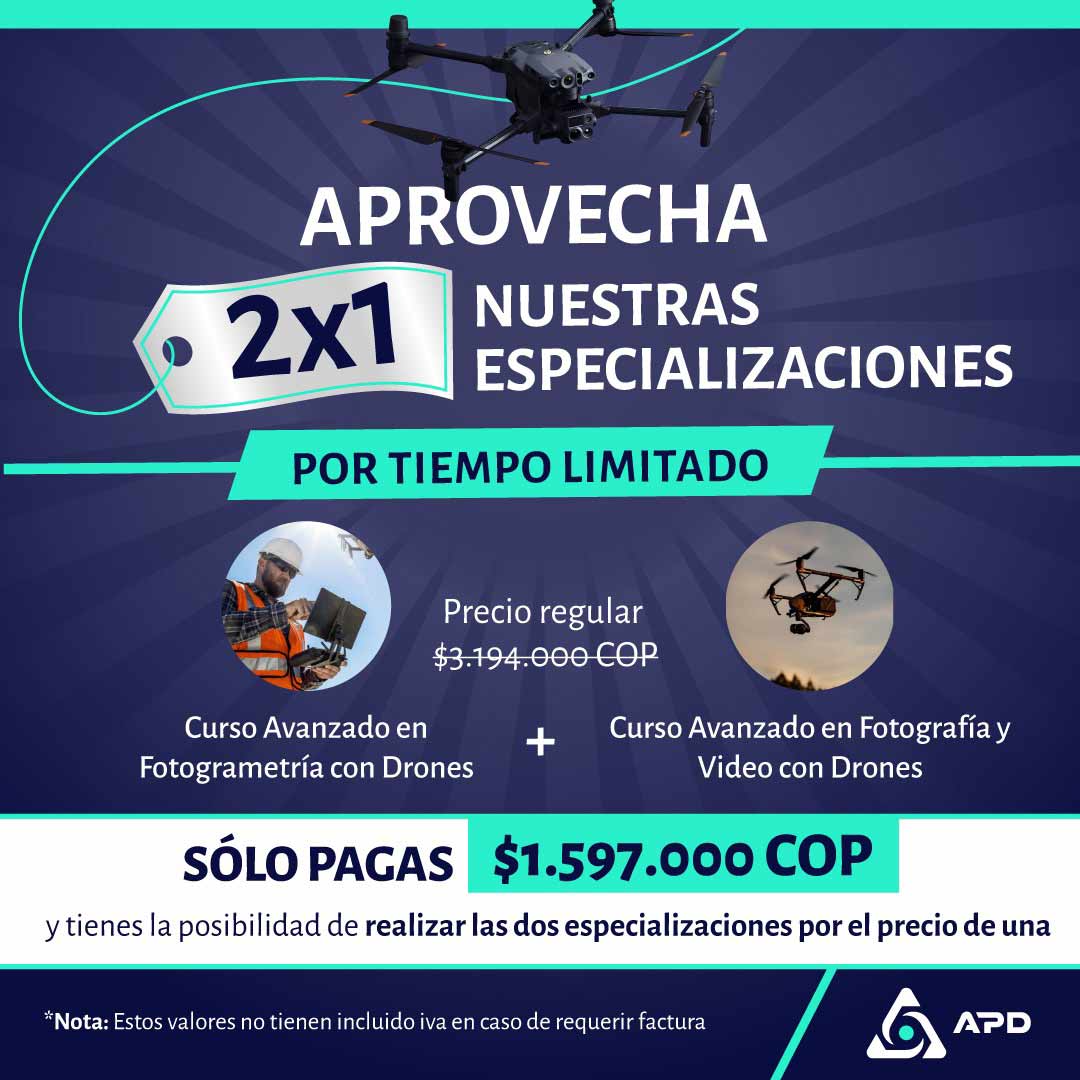 APROVECHA
2x1
NUESTRAS
ESPECIALIZACIONES
POR TIEMPO LIMITADO
Precio regular
$3.194.000 COP
Curso Avanzado en
Fotogrametría con Drones
+
Curso Avanzado en Fotografía y
Video con Drones
SÓLO PAGAS $1.597.000 COP
y tienes la posibilidad de realizar las dos especializaciones por el precio de una
*Nota: Estos valores no tienen incluido iva en caso de requerir factura
APD